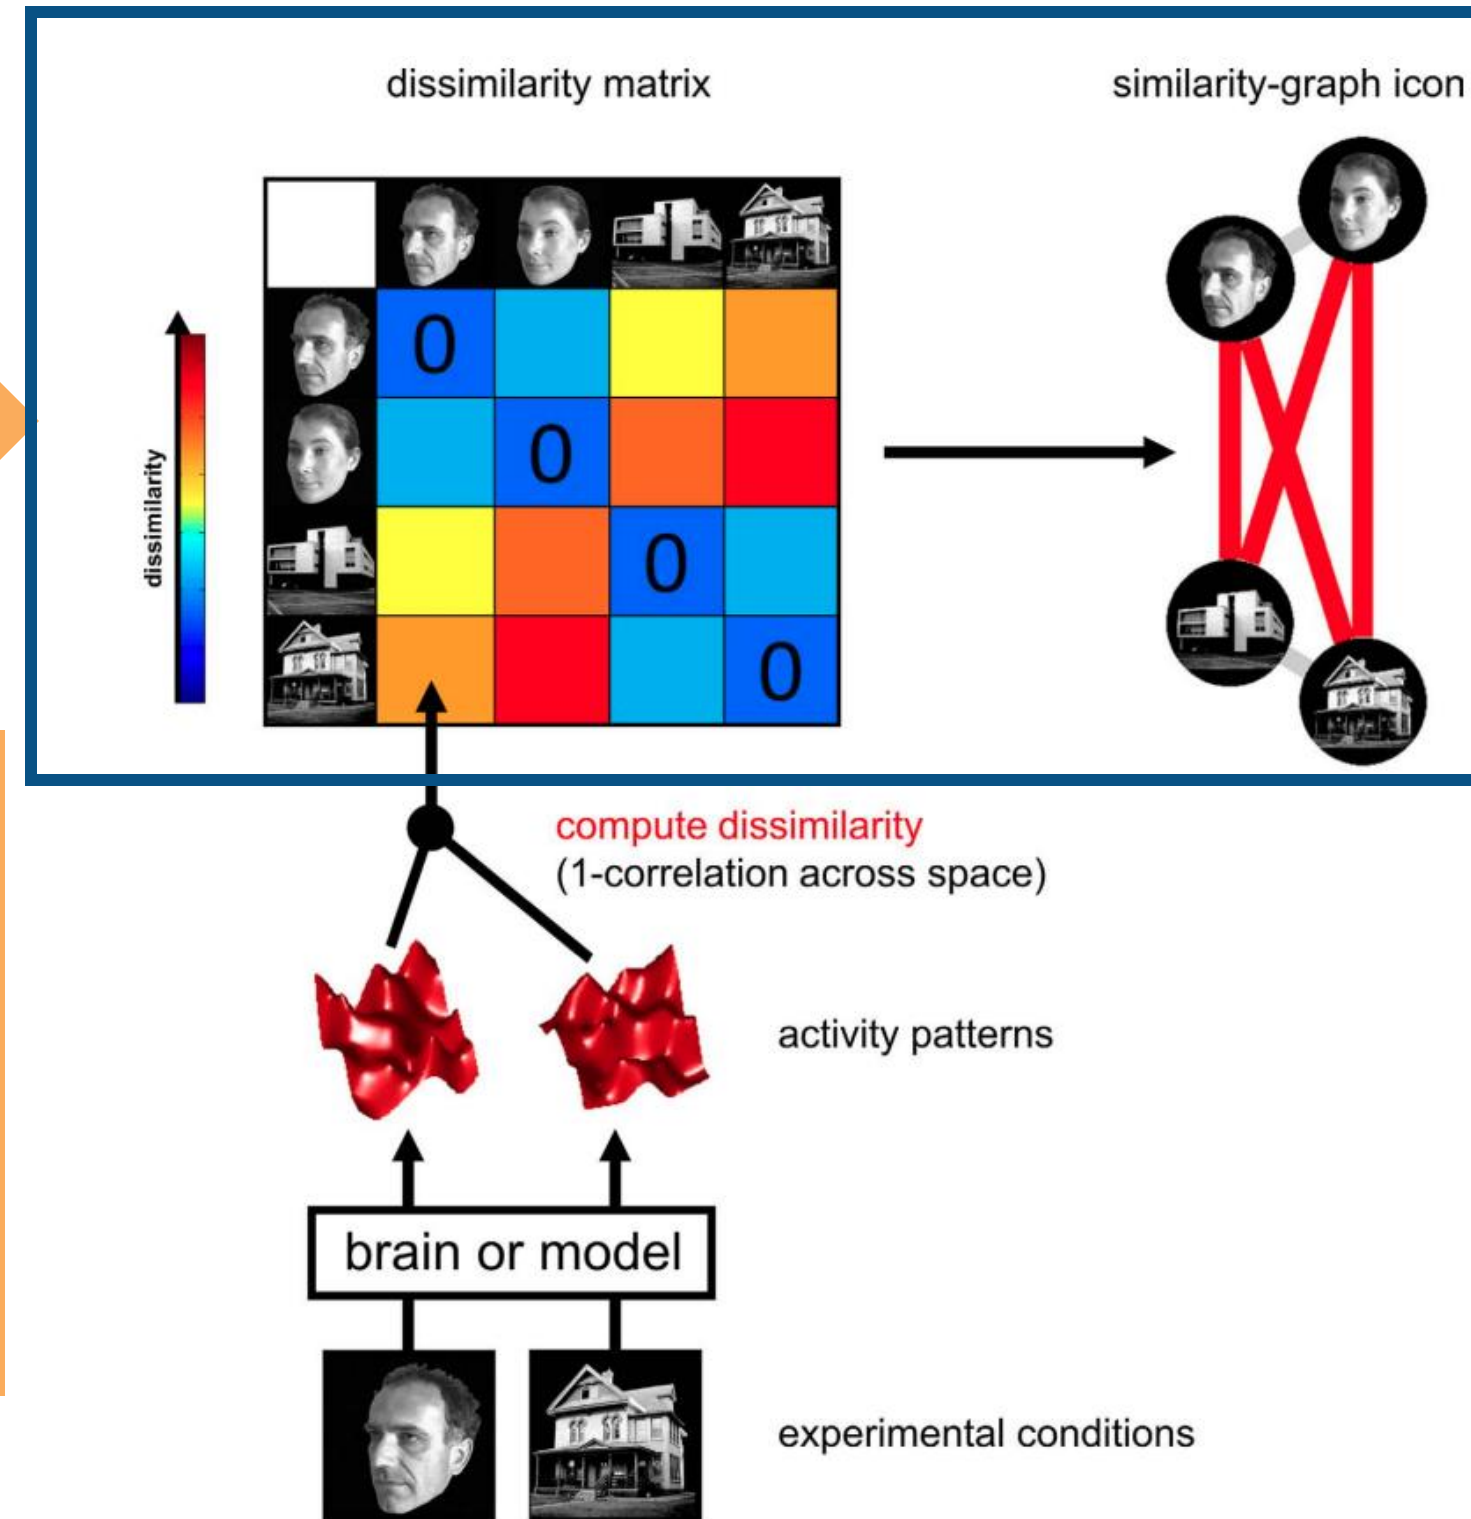 dissimilarity matrix
similarity-graph icon
dissimilarity
0
0
0
0
compute dissimilarity
(1-correlation across space)
activity patterns
brain or model
experimental conditions